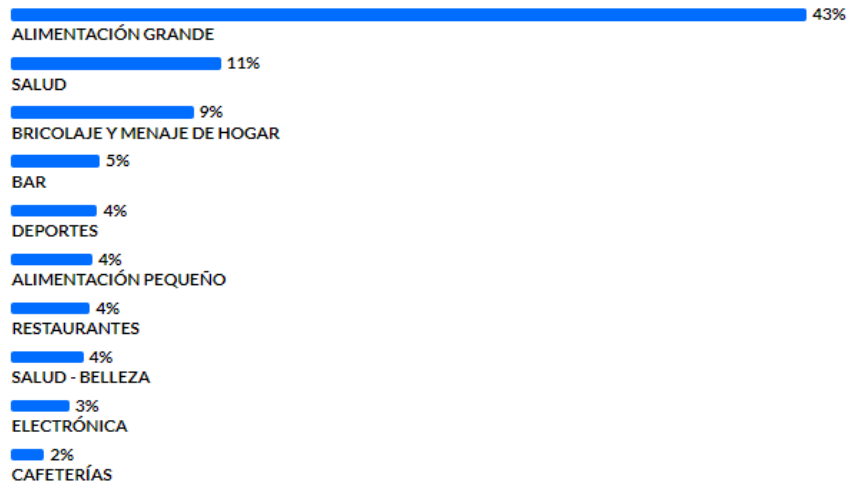 43%
ALIMENTACIÓN GRANDE
11%
SALUD
9%
BRICOLAJE Y MENAJE DE HOGAR
5%
BAR
4%
DEPORTES
4%
ALIMENTACIÓN PEQUEÑO
4%
RESTAURANTES
4%
SALUD - BELLEZA
3%
ELECTRÓNICA
2%
CAFETERÍAS